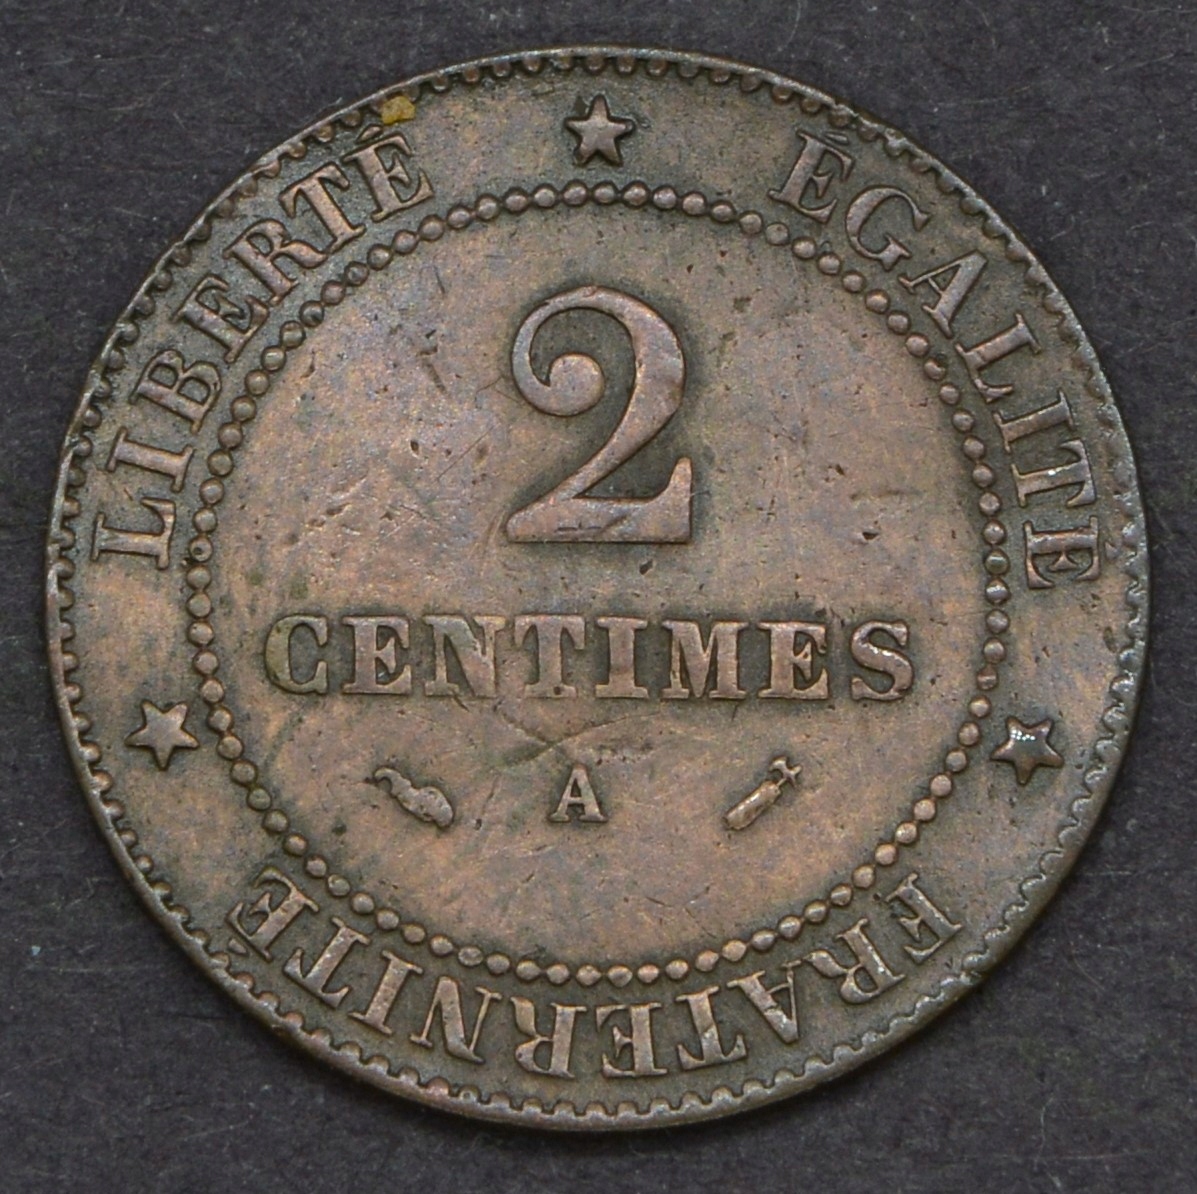 LIBERTÉ ÉGALITÉ FRATERNITÉ
2
CENTIMES
A